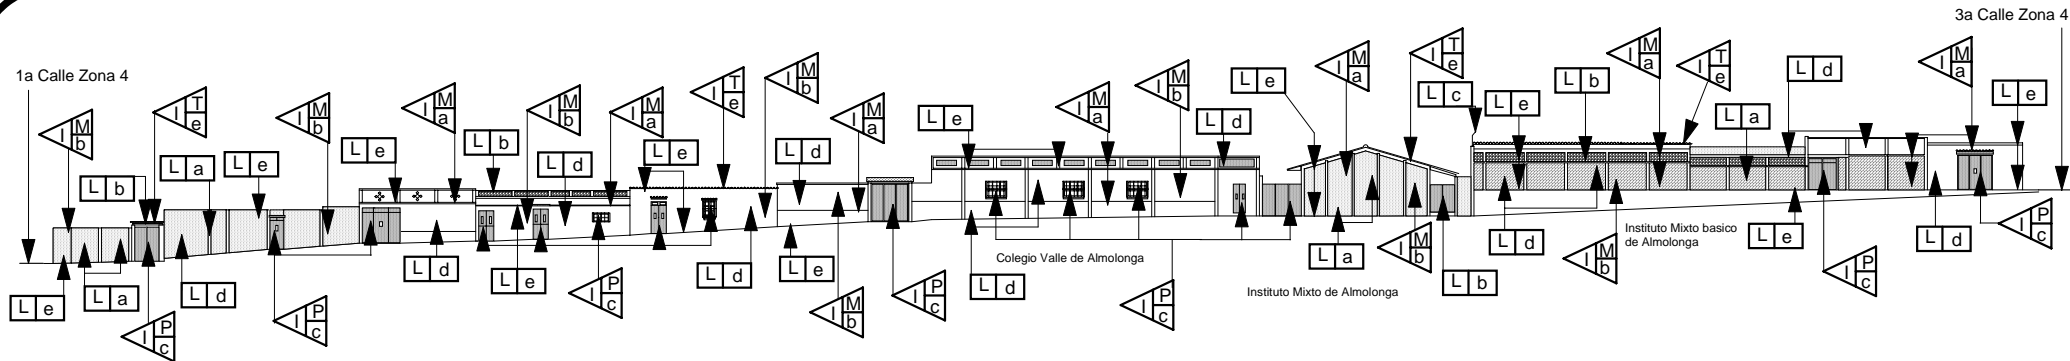 3a Calle Zona 4
1a Calle Zona 4
I M b
L b
I T e
L a
L e
I M b
L e
I M a
L b
I M b
L d
I M a
L e
I T e
I M b
L d
I M a
L e
I M a
I M b
L d
L e
I M a
I T e
L c
L e
L b
I M a
I T e
L a
L d
I M a
L e
L e
L a
I P c
L d
I P c
L d
L e
I P c
L d
L e
I M b
I P c
L d
Colegio Valle de Almolonga
I P c
Instituto Mixto de Almolonga
L a
I M b
L b
L d
I M b
Instituto Mixto basico
de Almolonga
L e
I P c
L d
I P c